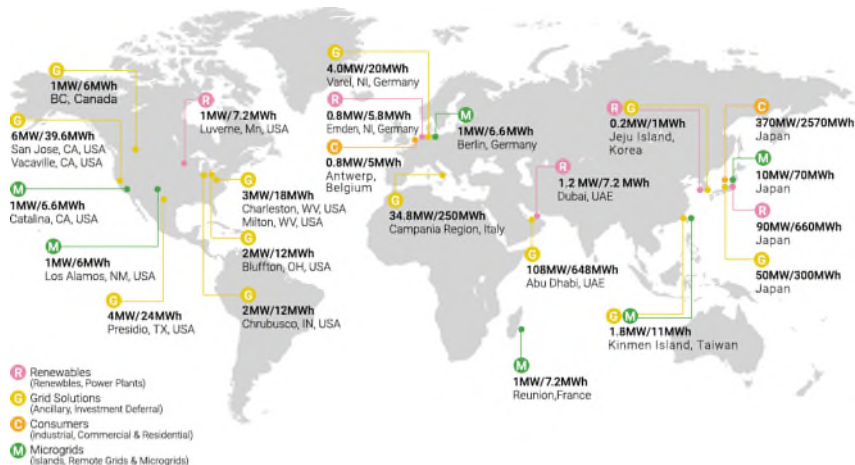 G
1MW/6MWh
BC, Canada
G
6MW/39.6MWh
San Jose, CA, USA
Vacaville, CA, USA
M
1MW/6.6MWh
Catalina, CA, USA
M
1MW/6MWh
Los Alamos, NM, USA
G
4MW/24MWh
Presidio, TX, USA
R
1MW/7.2MWh
Luverne, Mn, USA
G
3MW/18MWh
Charleston, WV, USA
Milton, WV, USA
G
2MW/12MWh
Bluffton, OH, USA
G
2MW/12MWh
Chrubusco, IN, USA
G
4.0MW/20MWh
Varel, NI, Germany
R
0.8MW/5.8MWh
Emden, NI, Germany
C
0.8MW/5MWh
Antwerp,
Belgium
M
1MW/6.6MWh
Berlin, Germany
G
34.8MW/250MWh
Campania Region, Italy
R
1.2 MW/7.2 MWh
Dubai, UAE
G
108MW/648MWh
Abu Dhabi, UAE
M
1MW/7.2MWh
Reunion,France
R G
0.2MW/1MWh
Jeju Island,
Korea
G M
1.8MW/11MWh
Kinmen Island, Taiwan
C
370MW/2570MWh
Japan
M
10MW/70MWh
Japan
R
90MW/660MWh
Japan
G
50MW/300MWh
Japan
R Renewables
(Renewbles, Power Plants)
G Grid Solutions
(Ancillary, Investment Deferral)
C Consumers
(industrial, Commercial & Residential)
M Microgrids
(Islands, Remote Grids & Microgrids)